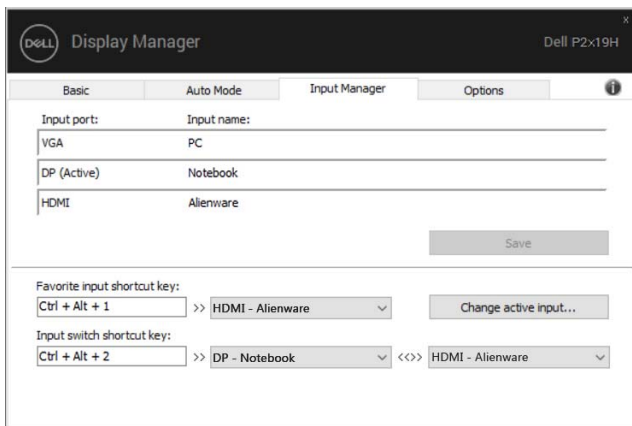 x
DELL Display Manager Dell P2x19H
Basic Auto Mode Input Manager Options i
Input port: Input name:
VGA PC
DP (Active) Notebook
HDMI Alienware
Save
Favorite input shortcut key:
Ctrl + Alt + 1 >> HDMI - Alienware Change active input...
Input switch shortcut key:
Ctrl + Alt + 2 >> DP - Notebook <<>> HDMI - Alienware